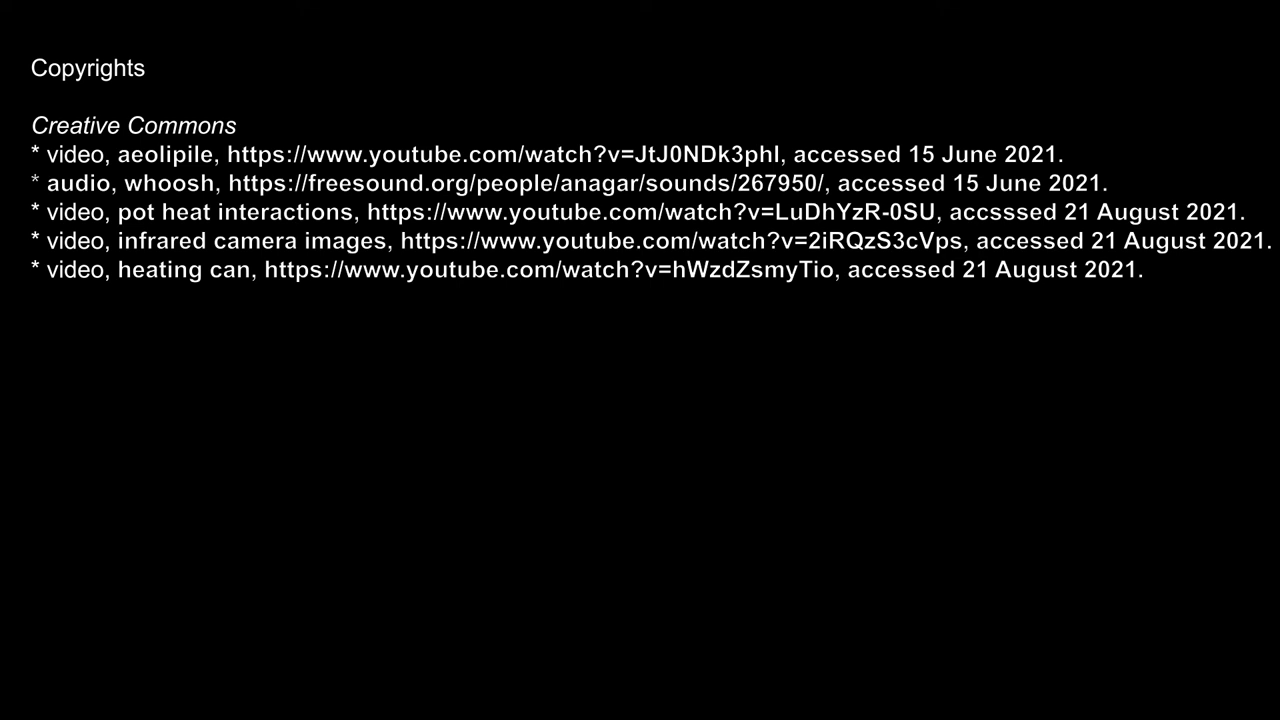 Copyrights
Creative Commons
* video, aeolipile, https://www.youtube.com/watch?v=JtJ0NDk3phI, accessed 15 June 2021.
* audio, whoosh, https://freesound.org/people/anagar/sounds/267950/, accessed 15 June 2021.
* video, pot heat interactions, https://www.youtube.com/watch?v=LuDhYzR-0SU, accsssed 21 August 2021.
* video, infrared camera images, https://www.youtube.com/watch?v=2iRQzS3cVps, accessed 21 August 2021.
* video, heating can, https://www.youtube.com/watch?v=hWzdZsmyTio, accessed 21 August 2021.